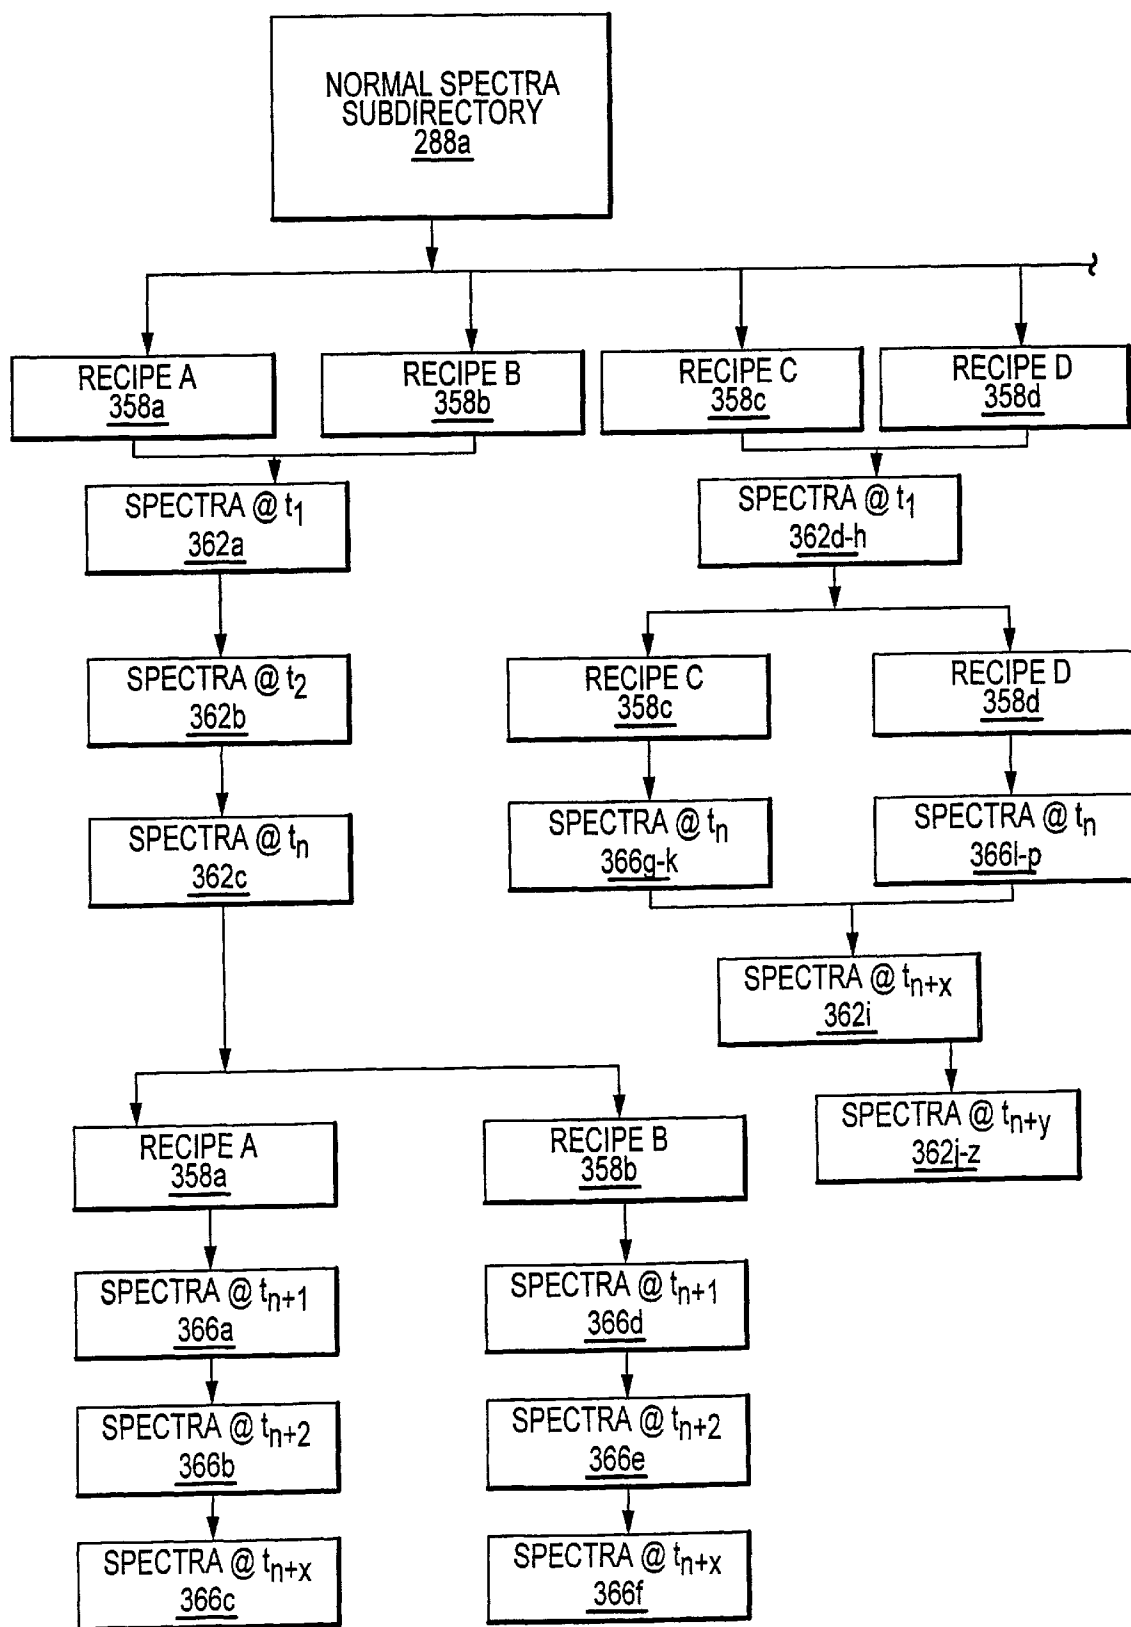 NORMAL SPECTRA
SUBDIRECTORY
288a
RECIPE A
358a
RECIPE B
358b
RECIPE C
358c
RECIPE D
358d
SPECTRA @ t1
362a
SPECTRA @ t1
362d-h
SPECTRA @ t2
362b
RECIPE C
358c
RECIPE D
358d
SPECTRA @ tn
362c
SPECTRA @ tn
366g-k
SPECTRA @ tn
366l-p
SPECTRA @ tn+x
362i
SPECTRA @ tn+y
362j-z
RECIPE A
358a
RECIPE B
358b
SPECTRA @ tn+1
366a
SPECTRA @ tn+1
366d
SPECTRA @ tn+2
366b
SPECTRA @ tn+2
366e
SPECTRA @ tn+x
366c
SPECTRA @ tn+x
366f